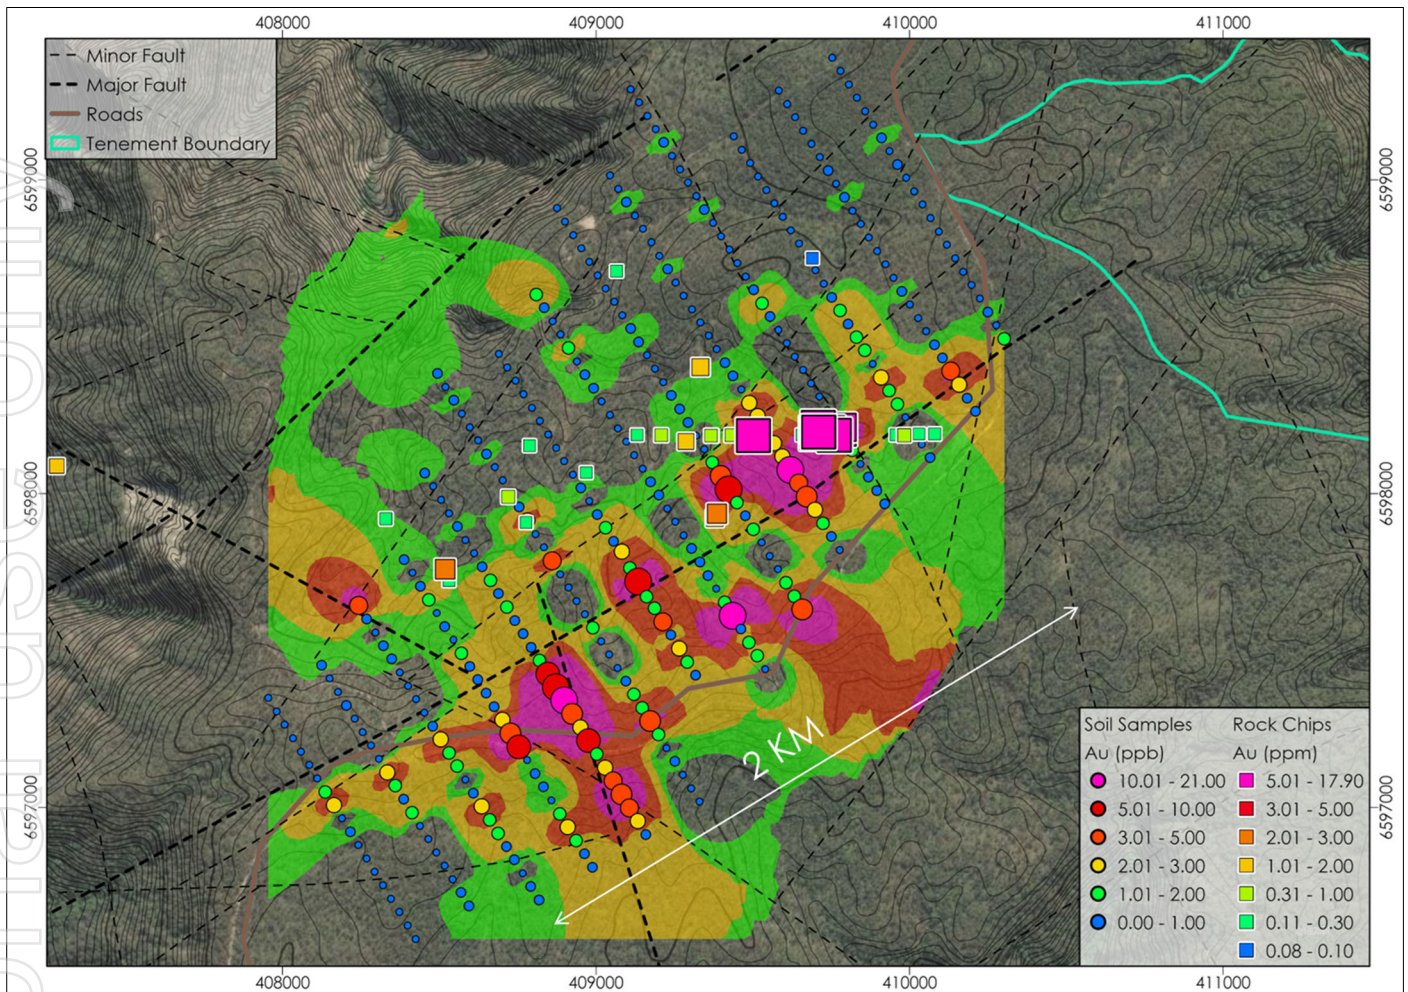 408000 409000 410000 411000
Minor Fault
Major Fault
Roads
Tenement Boundary
6599000 6599000
6598000 6598000
6597000 6597000
2 KM
Soil Samples Rock Chips
Au (ppb) Au (ppm)
10.01 - 21.00 5.01 - 17.90
5.01 - 10.00 3.01 - 5.00
3.01 - 5.00 2.01 - 3.00
2.01 - 3.00 1.01 - 2.00
1.01 - 2.00 0.31 - 1.00
0.00 - 1.00 0.11 - 0.30
0.08 - 0.10
408000 409000 410000 411000